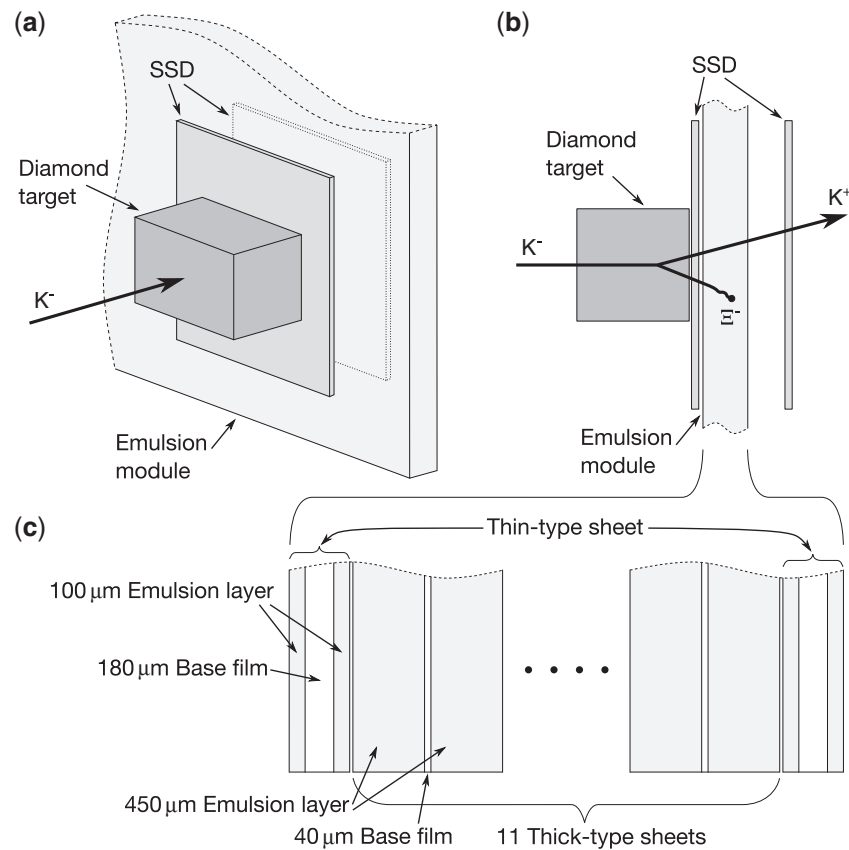 (a)
SSD
Diamond
target
K-
Emulsion
module
(b)
SSD
Diamond
target
K+
K-
Ξ-
Emulsion
module
(c)
Thin-type sheet
100 μm Emulsion layer
180 μm Base film
450 μm Emulsion layer
40 μm Base film
11 Thick-type sheets